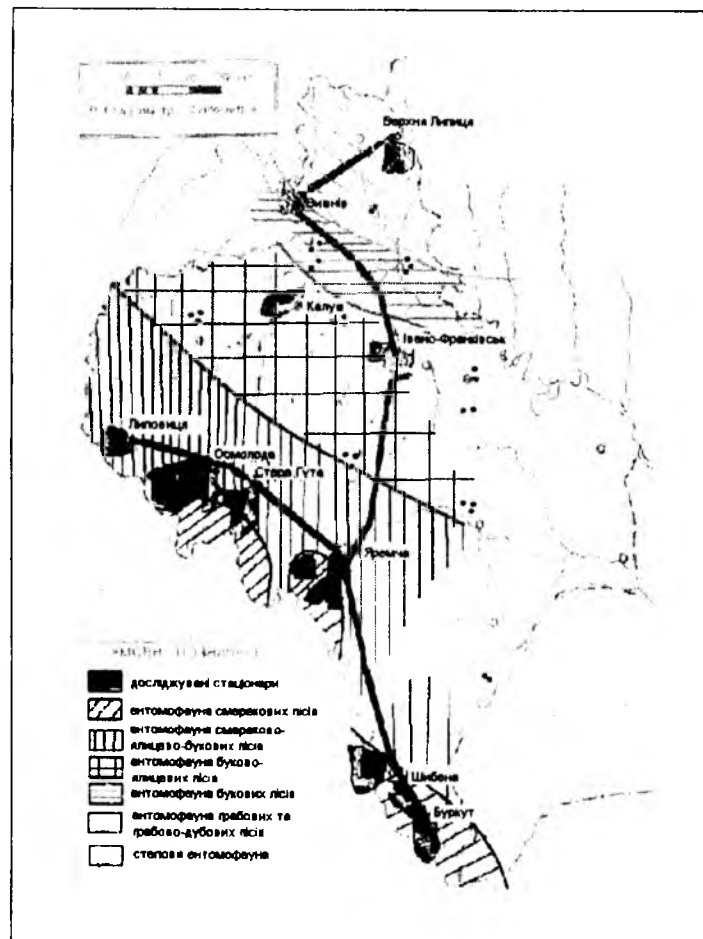 Верхня Липиця
Вивнів
Калуш
Івано-Франківськ
Липовиця
Осмолода
Стара Гута
Яремча
Шибене
Буркут
досліджувані стаціонари
ентомофауна смерекових лісів
ентомофауна смереково-
ялицево-букових лісів
ентомофауна буково-
ялицевих лісів
ентомофауна букових лісів
ентомофауна грабових та
грабово-дубових лісів
степова ентомофауна